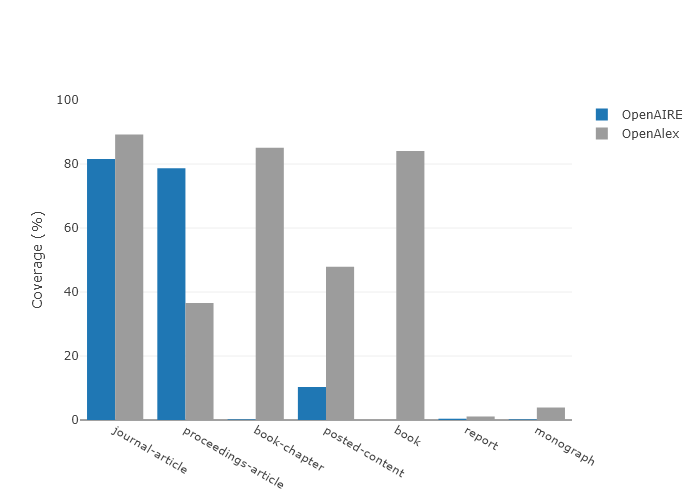 100
80
60
40
20
0
Coverage (%)
journal-article
proceedings-article
book-chapter
posted-content
book
report
monograph
OpenAIRE
OpenAlex